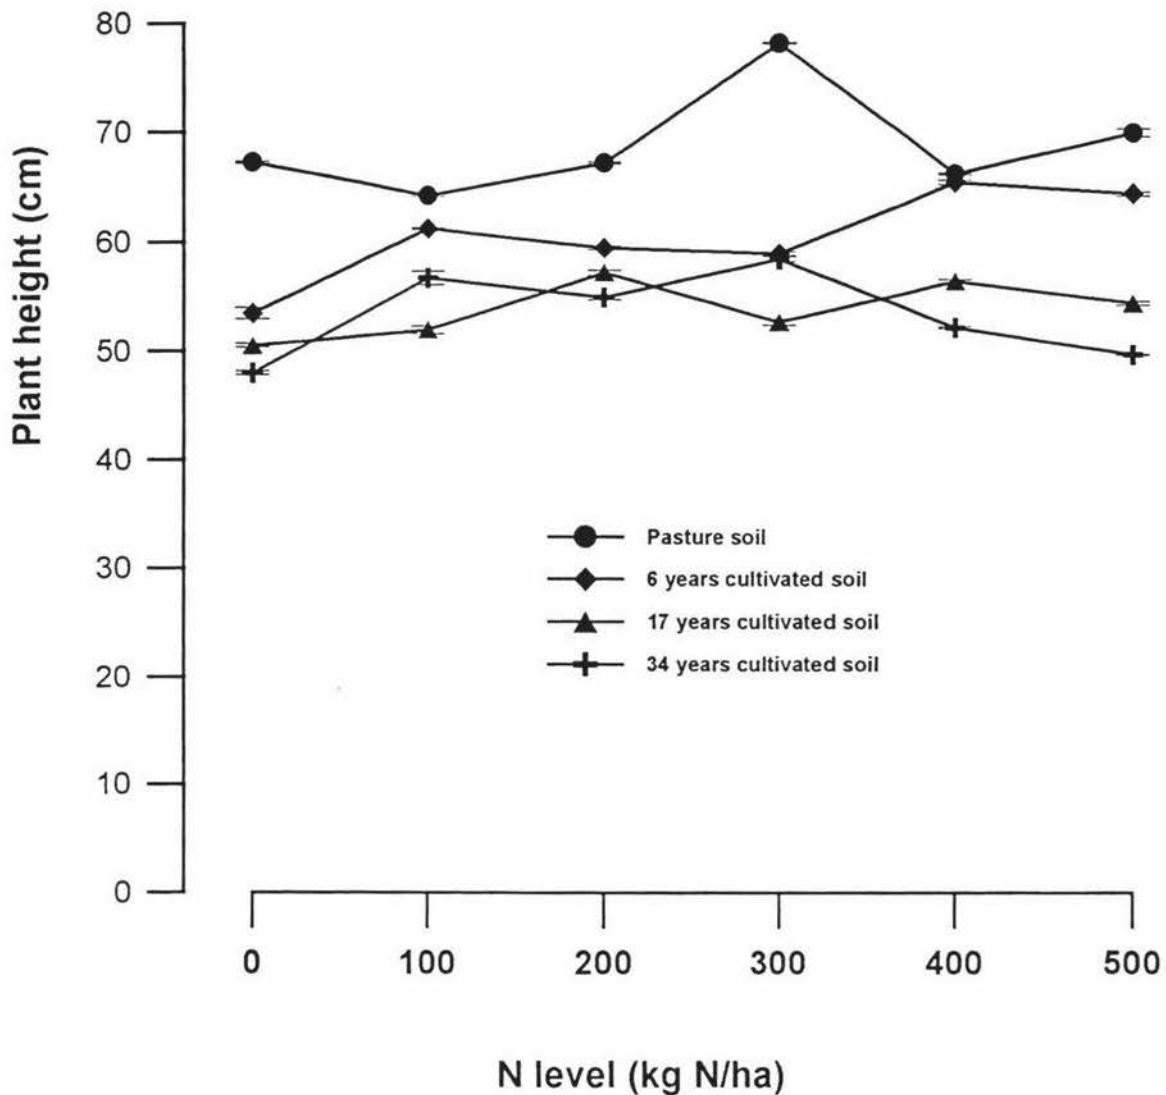 80
70
60
50
40
30
20
10
0
Plant height (cm)
Pasture soil
6 years cultivated soil
17 years cultivated soil
34 years cultivated soil
0 100 200 300 400 500
N level (kg N/ha)